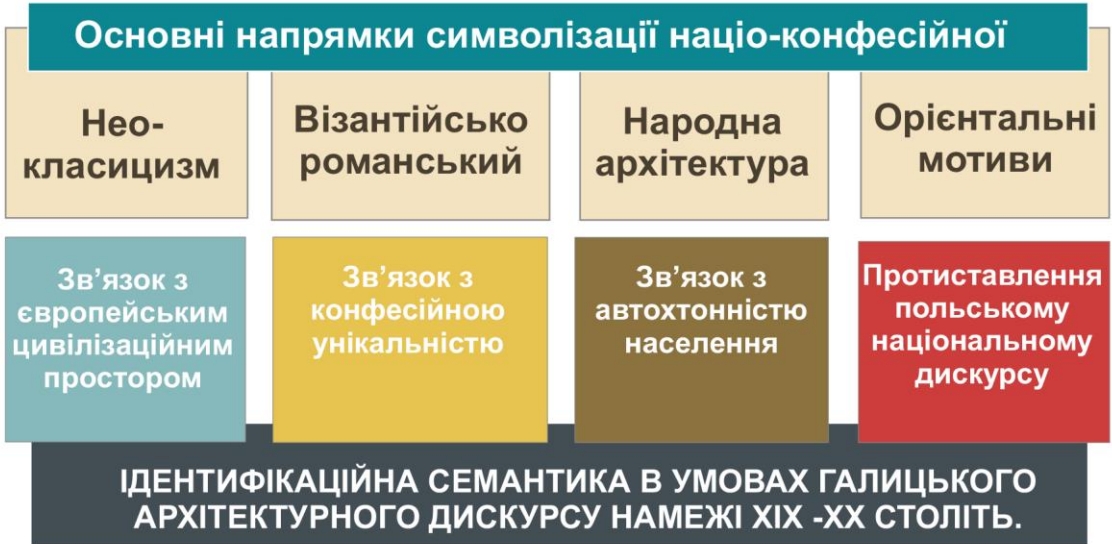 Основні напрямки символізації націо-конфесійної
Нео-
класицизм
Візантійсько
романський
Народна
архітектура
Орієнтальні
мотиви
Зв’язок з
європейським
цивілізаційним
простором
Зв’язок з
конфесійною
унікальністю
Зв’язок з
автохтонністю
населення
Протиставлення
польському
національному
дискурсу
ІДЕНТИФІКАЦІЙНА СЕМАНТИКА В УМОВАХ ГАЛИЦЬКОГО
АРХІТЕКТУРНОГО ДИСКУРСУ НАМЕЖІ ХІХ -ХХ СТОЛІТЬ.